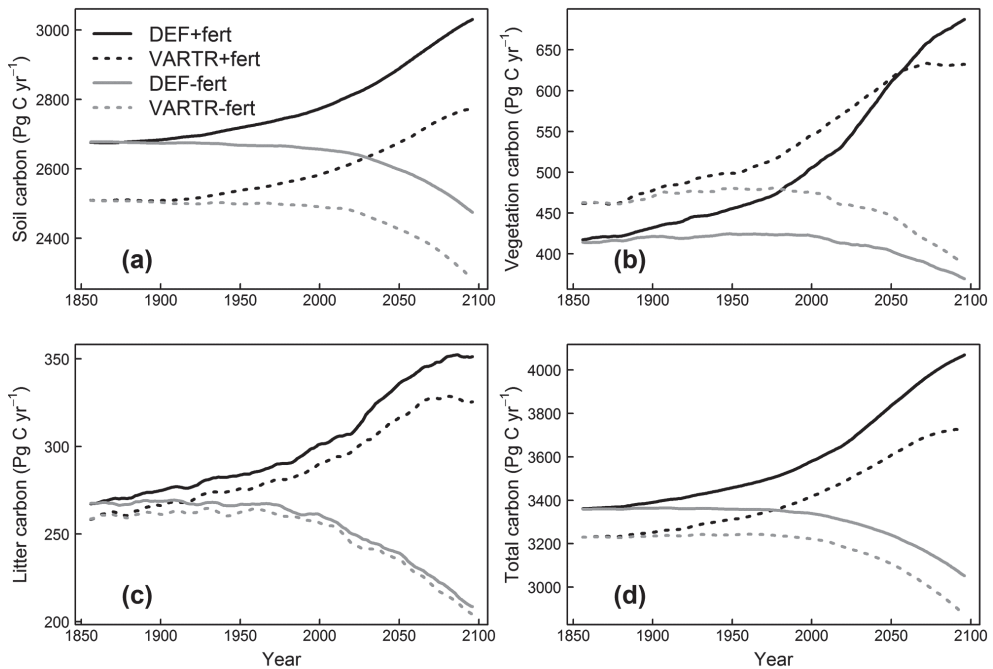 DEF+fert
VARTR+fert
DEF-fert
VARTR-fert
Soil carbon (Pg C yr⁻¹)
3000
2800
2600
2400
(a)
1850 1900 1950 2000 2050 2100
Vegetation carbon (Pg C yr⁻¹)
650
600
550
500
450
400
(b)
1850 1900 1950 2000 2050 2100
Litter carbon (Pg C yr⁻¹)
350
300
250
200
(c)
1850 1900 1950 2000 2050 2100
Year
Total carbon (Pg C yr⁻¹)
4000
3800
3600
3400
3200
3000
(d)
1850 1900 1950 2000 2050 2100
Year